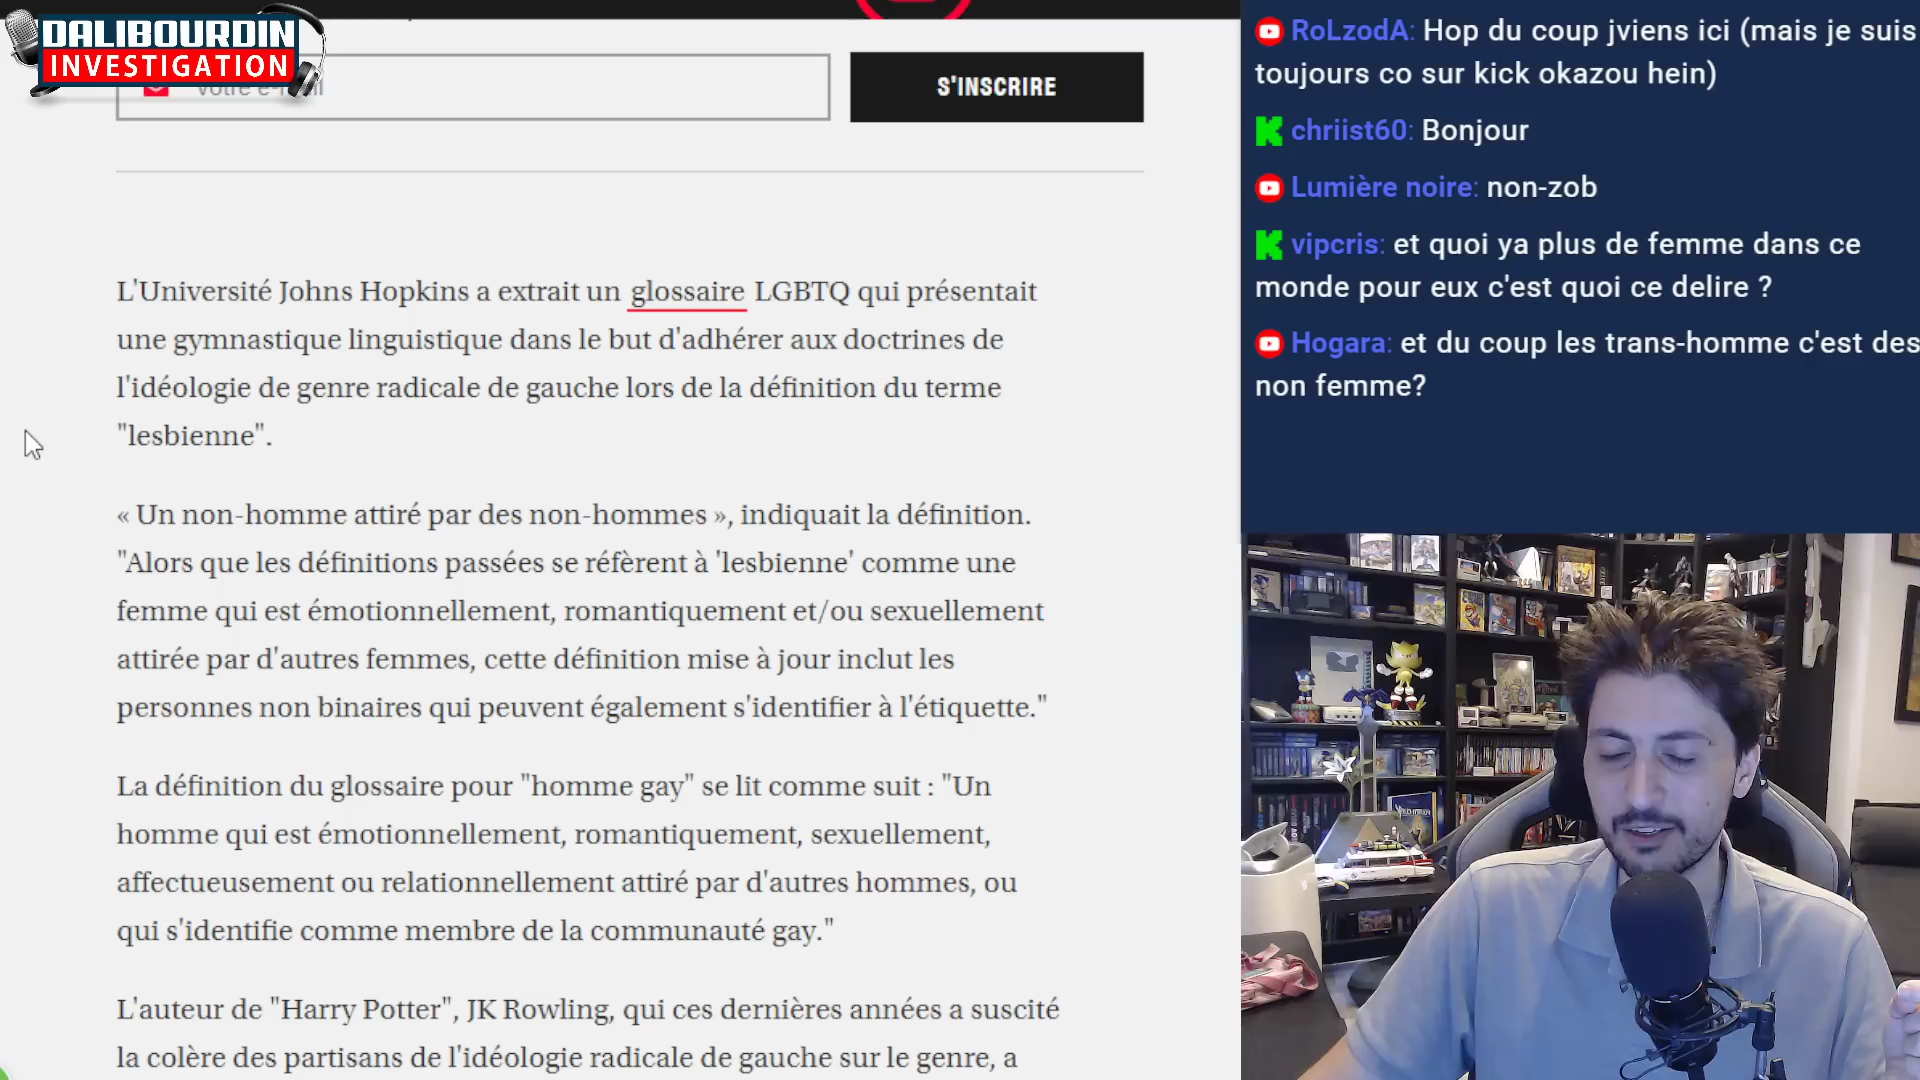 DALIBOURDIN
INVESTIGATION
S'INSCRIRE
L'Université Johns Hopkins a extrait un glossaire LGBTQ qui présentait
une gymnastique linguistique dans le but d'adhérer aux doctrines de
l'idéologie de genre radicale de gauche lors de la définition du terme
"lesbienne".
« Un non-homme attiré par des non-hommes », indiquait la définition.
"Alors que les définitions passées se réfèrent à 'lesbienne' comme une
femme qui est émotionnellement, romantiquement et/ou sexuellement
attirée par d'autres femmes, cette définition mise à jour inclut les
personnes non binaires qui peuvent également s'identifier à l'étiquette."
La définition du glossaire pour "homme gay" se lit comme suit : "Un
homme qui est émotionnellement, romantiquement, sexuellement,
affectueusement ou relationnellement attiré par d'autres hommes, ou
qui s'identifie comme membre de la communauté gay."
L'auteur de "Harry Potter", JK Rowling, qui ces dernières années a suscité
la colère des partisans de l'idéologie radicale de gauche sur le genre, a
RoLzodA: Hop du coup jviens ici (mais je suis
toujours co sur kick okazou hein)
chriist60: Bonjour
Lumière noire: non-zob
vipcris: et quoi ya plus de femme dans ce
monde pour eux c'est quoi ce delire ?
Hogara: et du coup les trans-homme c'est des
non femme?